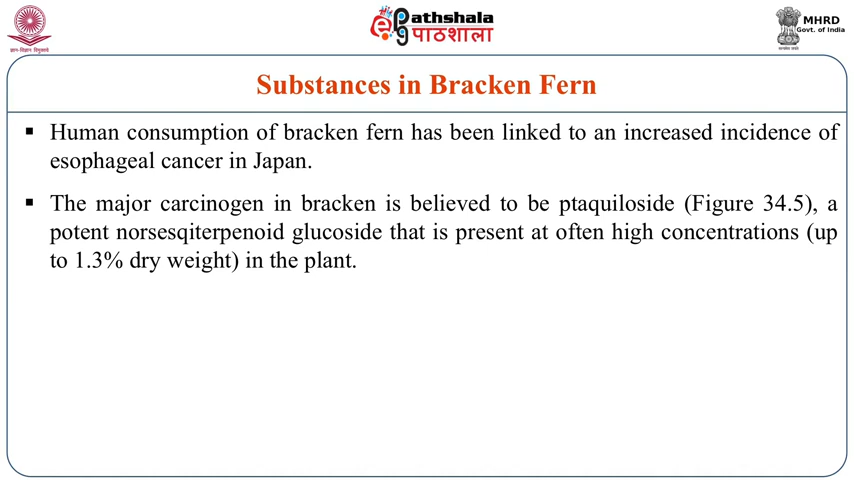 ePathshala
पाठशाला
MHRD
Govt. of India
ज्ञान-विज्ञान विमुक्तये
Substances in Bracken Fern
▪ Human consumption of bracken fern has been linked to an increased incidence of
esophageal cancer in Japan.
▪ The major carcinogen in bracken is believed to be ptaquiloside (Figure 34.5), a
potent norsesqiterpenoid glucoside that is present at often high concentrations (up
to 1.3% dry weight) in the plant.